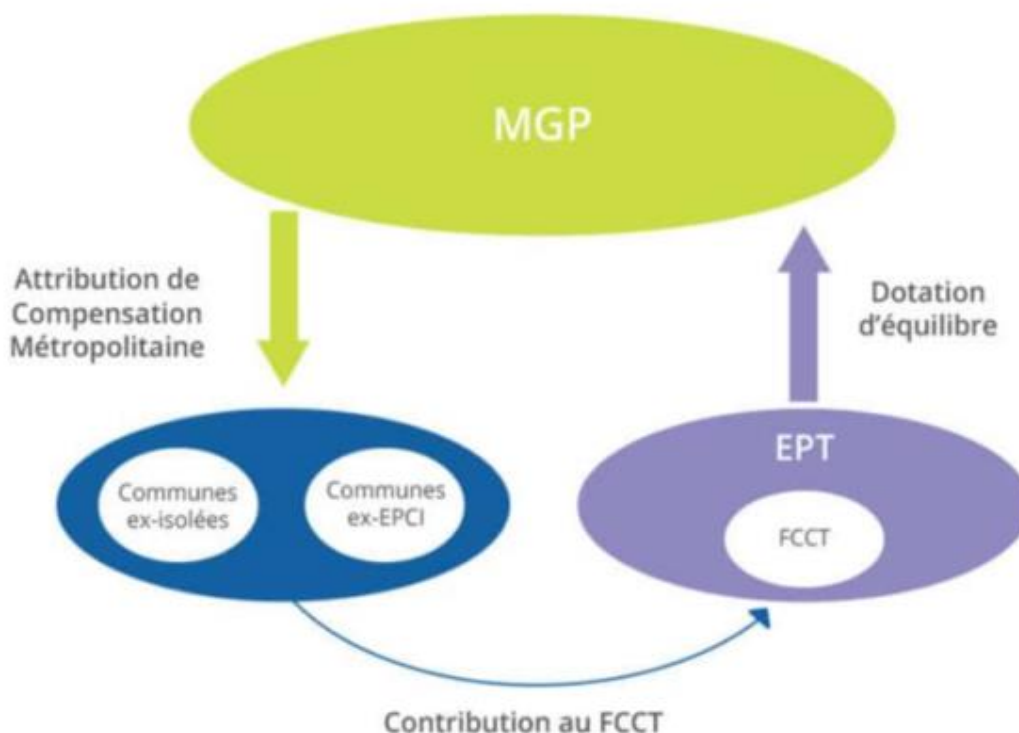 MGP
Attribution de
Compensation
Métropolitaine
Dotation
d'équilibre
Communes
ex-isolées
Communes
ex-EPCI
EPT
FCCT
Contribution au FCCT